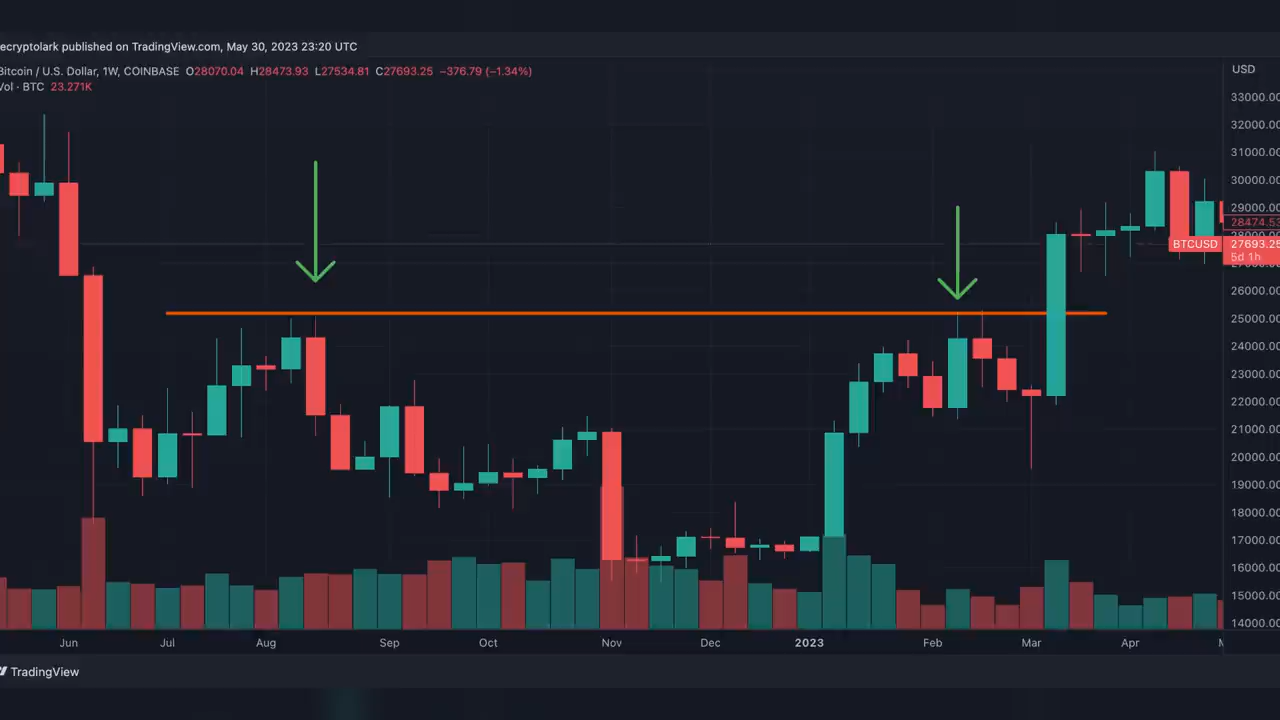 ecryptolark published on TradingView.com, May 30, 2023 23:20 UTC
Bitcoin / U.S. Dollar, 1W, COINBASE O28070.04 H28473.93 L27534.81 C27693.25 −376.79 (−1.34%)
Vol · BTC 23.271K
USD
33000.00
32000.00
31000.00
30000.00
29000.00
28474.53
28000.00
BTCUSD 27693.25
5d 1h
27000.00
26000.00
25000.00
24000.00
23000.00
22000.00
21000.00
20000.00
19000.00
18000.00
17000.00
16000.00
15000.00
14000.00
Jun Jul Aug Sep Oct Nov Dec 2023 Feb Mar Apr
TradingView